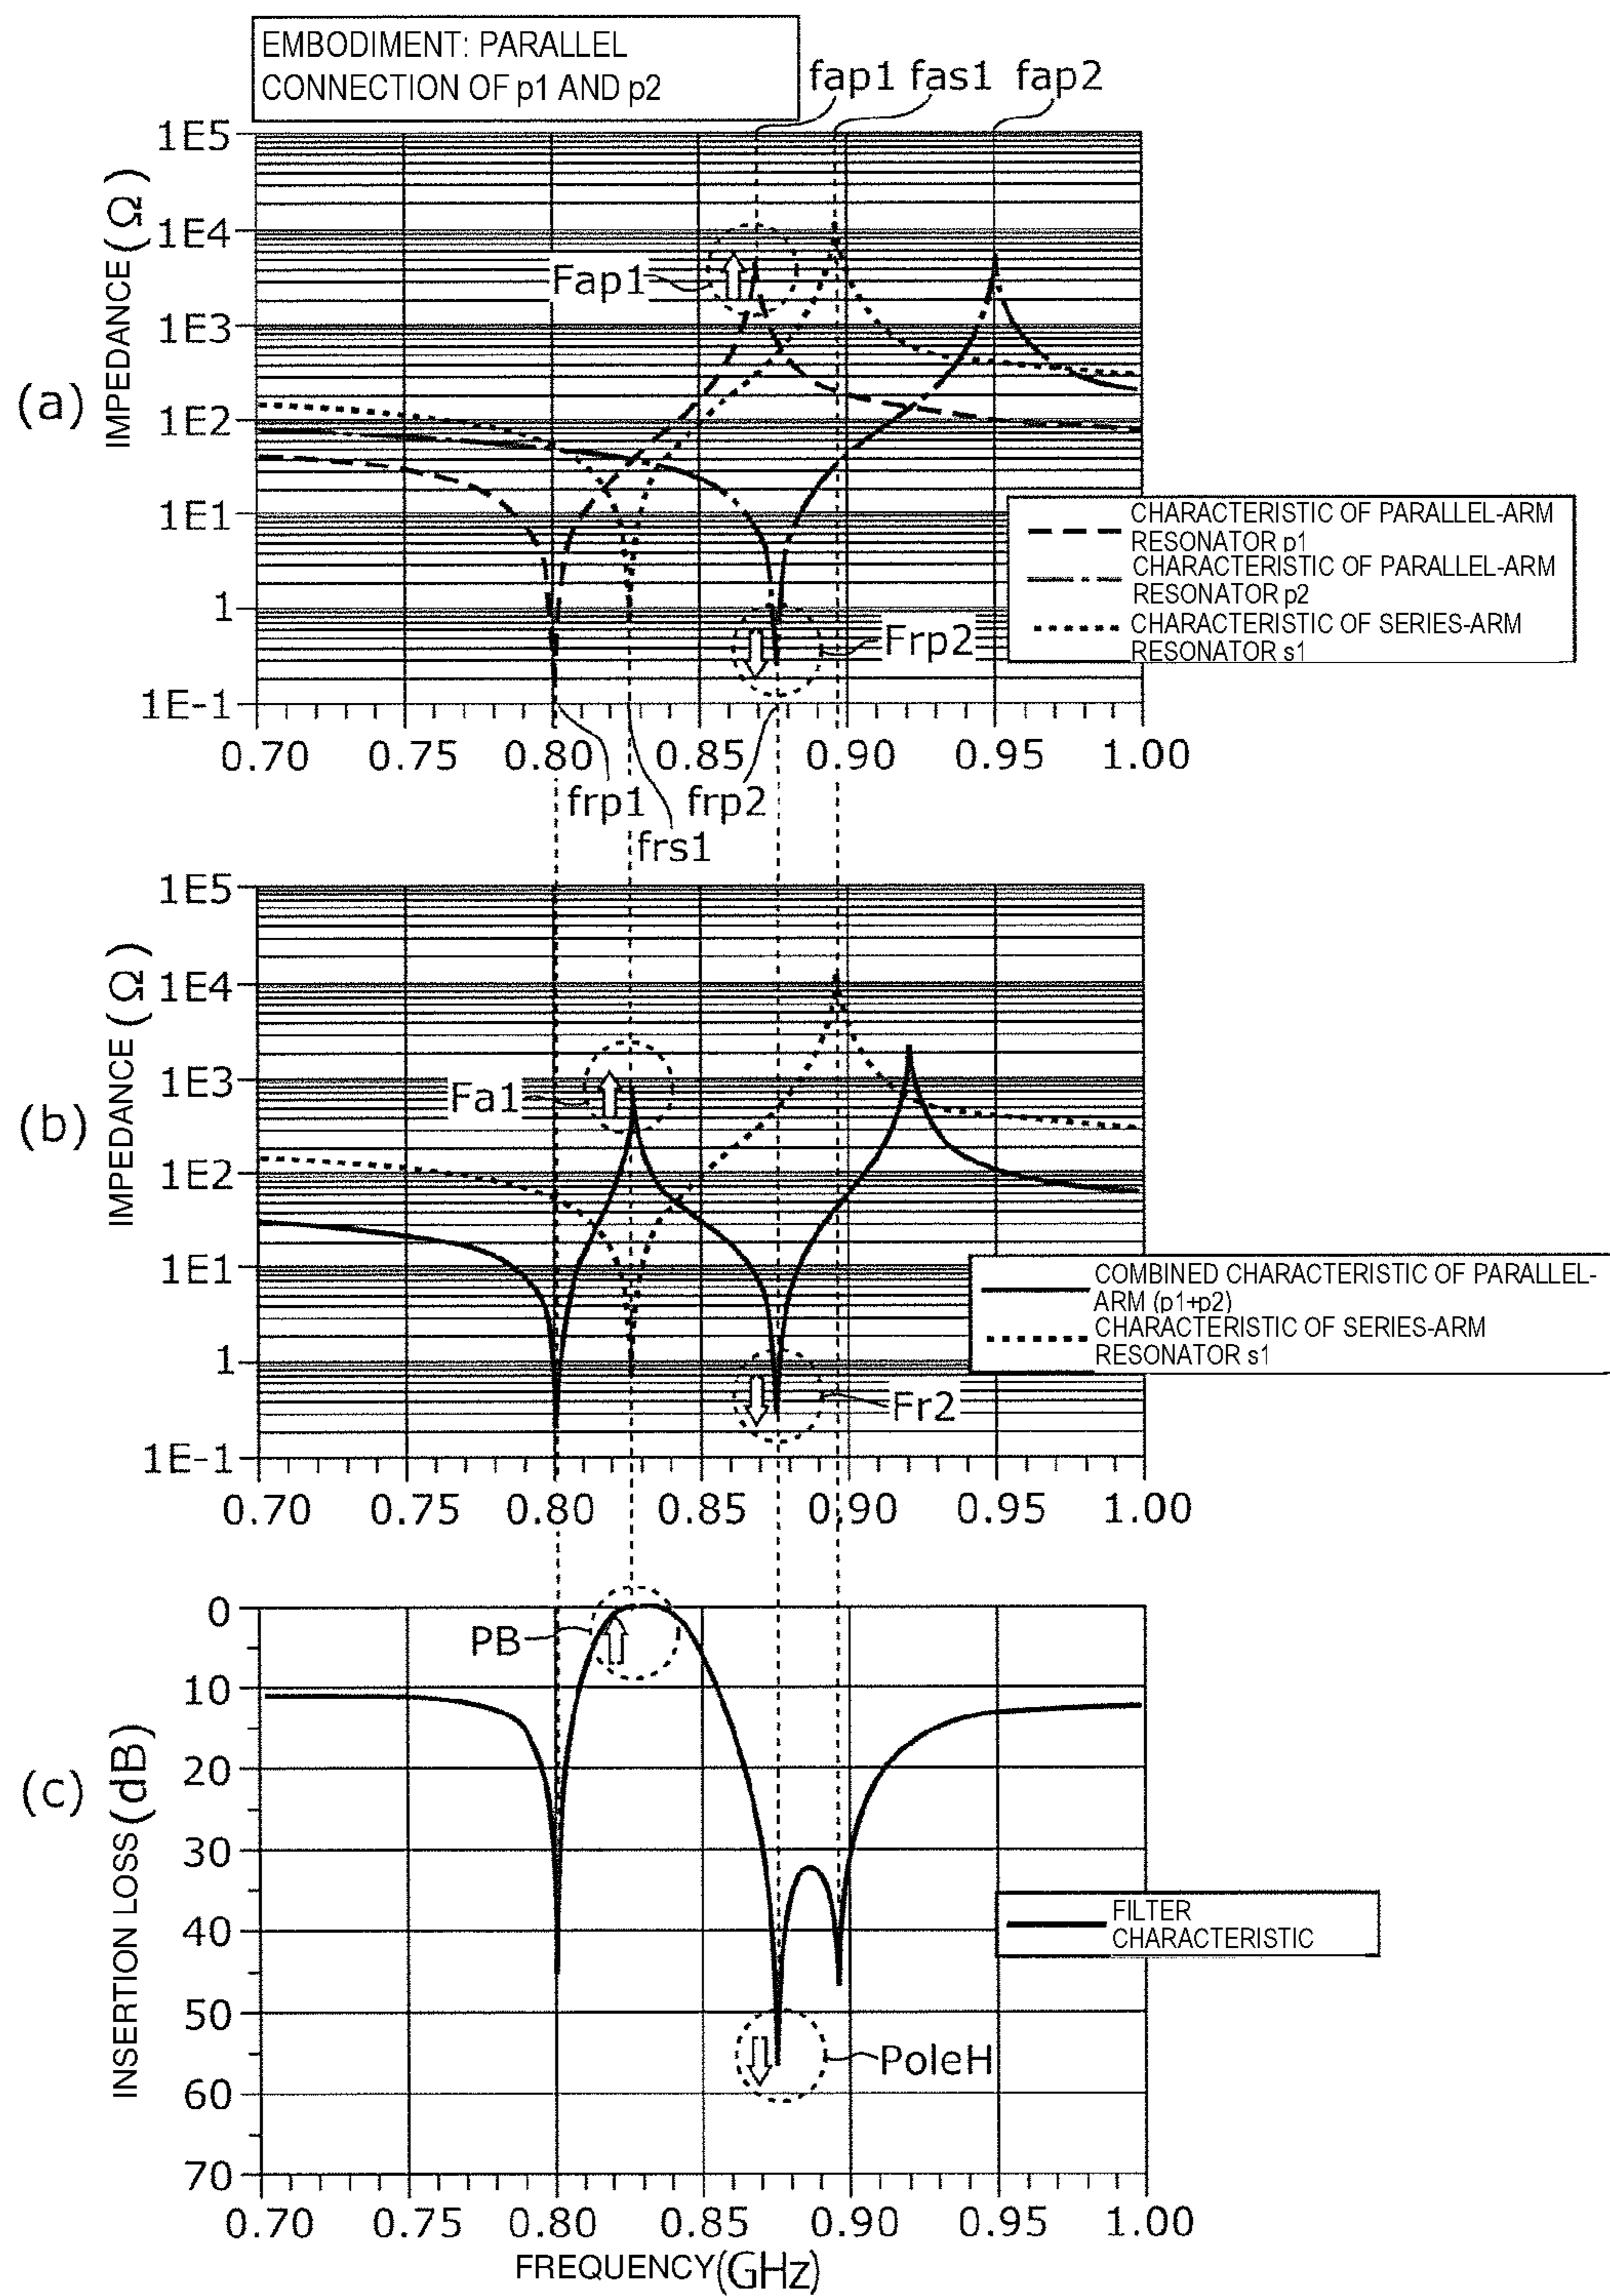 EMBODIMENT: PARALLEL
CONNECTION OF p1 AND p2
fap1 fas1 fap2
(a)
IMPEDANCE (Ω)
1E5
1E4
1E3
1E2
1E1
1
1E-1
Fap1
Frp2
CHARACTERISTIC OF PARALLEL-ARM
RESONATOR p1
CHARACTERISTIC OF PARALLEL-ARM
RESONATOR p2
CHARACTERISTIC OF SERIES-ARM
RESONATOR s1
0.70 0.75 0.80 0.85 0.90 0.95 1.00
frp1 frp2
frs1
(b)
IMPEDANCE (Ω)
1E5
1E4
1E3
1E2
1E1
1
1E-1
Fa1
Fr2
COMBINED CHARACTERISTIC OF PARALLEL-
ARM (p1+p2)
CHARACTERISTIC OF SERIES-ARM
RESONATOR s1
0.70 0.75 0.80 0.85 0.90 0.95 1.00
(c)
INSERTION LOSS (dB)
0
10
20
30
40
50
60
70
PB
PoleH
FILTER
CHARACTERISTIC
0.70 0.75 0.80 0.85 0.90 0.95 1.00
FREQUENCY(GHz)